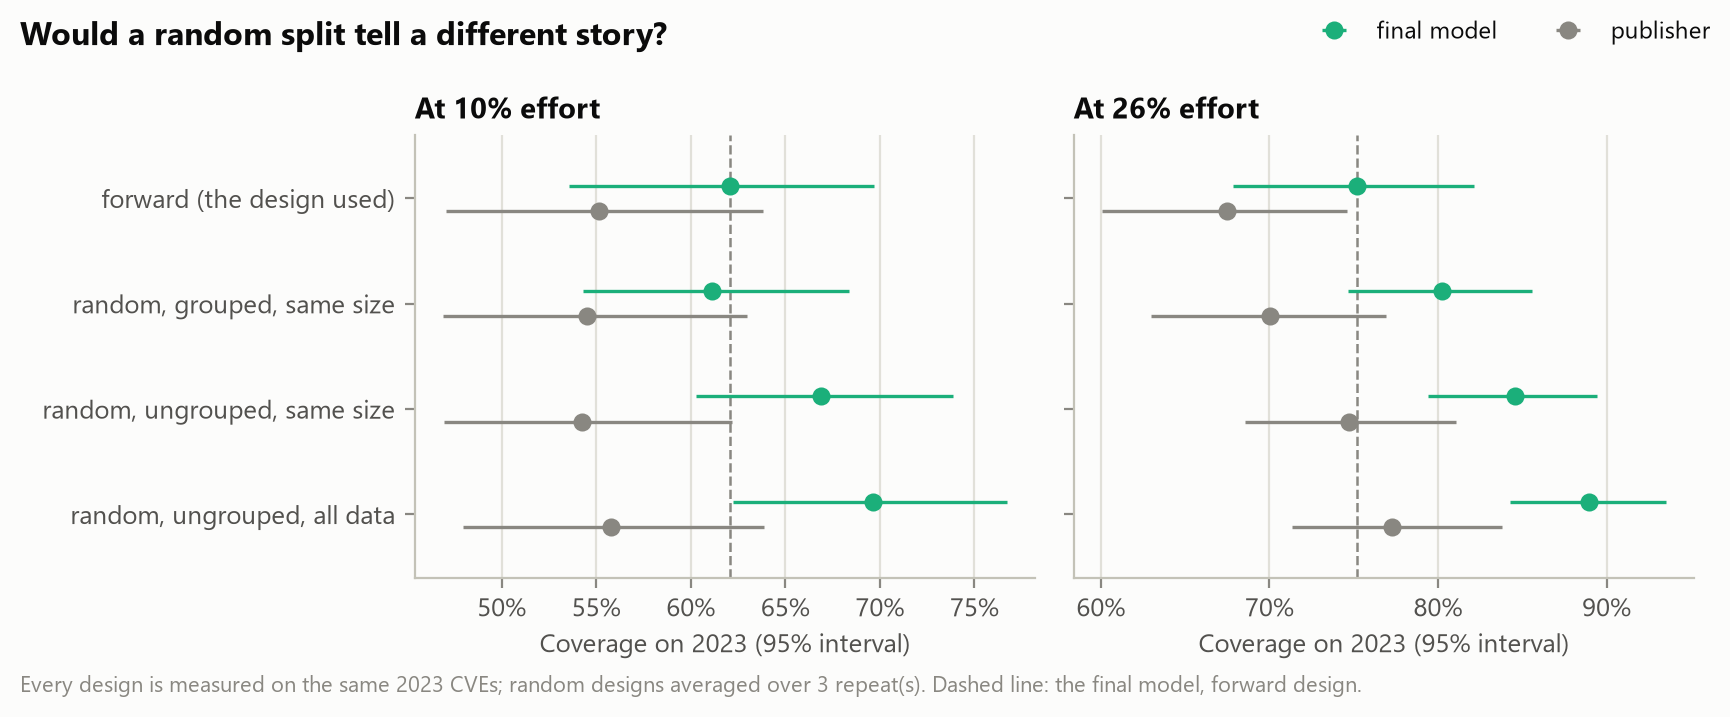 Would a random split tell a different story?
final model
publisher
At 10% effort
At 26% effort
forward (the design used)
random, grouped, same size
random, ungrouped, same size
random, ungrouped, all data
50% 55% 60% 65% 70% 75%
60% 70% 80% 90%
Coverage on 2023 (95% interval)
Coverage on 2023 (95% interval)
Every design is measured on the same 2023 CVEs; random designs averaged over 3 repeat(s). Dashed line: the final model, forward design.